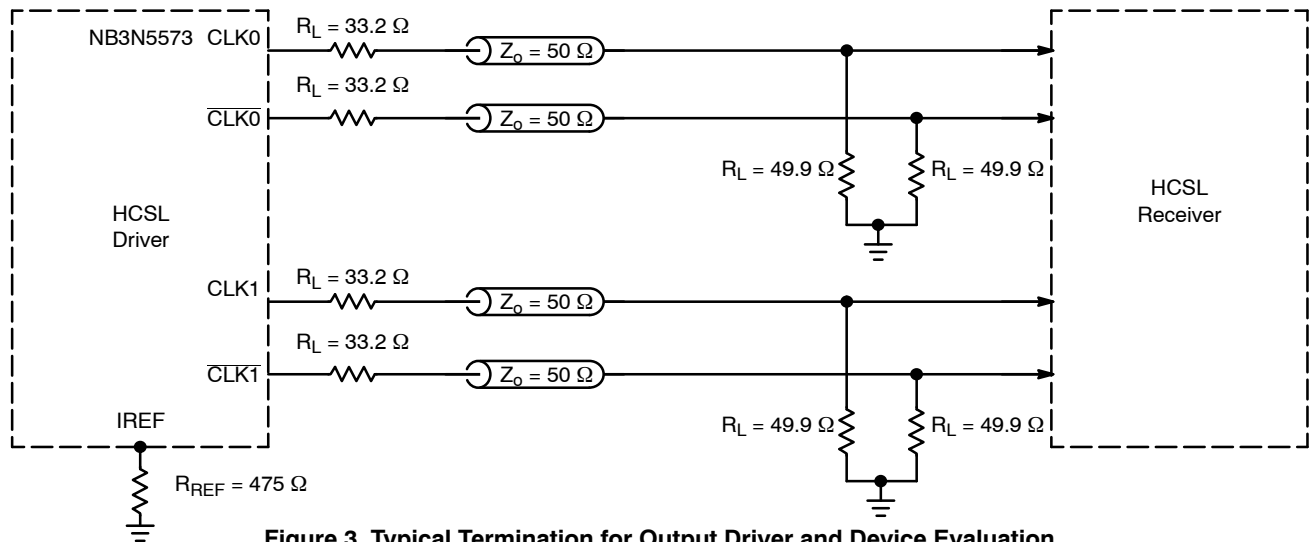 NB3N5573 CLK0
R_L = 33.2 Ω
Z_o = 50 Ω
R_L = 33.2 Ω
C̅L̅K̅0̅
Z_o = 50 Ω
R_L = 49.9 Ω
R_L = 49.9 Ω
HCSL
Driver
HCSL
Receiver
CLK1
R_L = 33.2 Ω
Z_o = 50 Ω
R_L = 33.2 Ω
C̅L̅K̅1̅
Z_o = 50 Ω
IREF
R_L = 49.9 Ω
R_L = 49.9 Ω
R_REF = 475 Ω
Figure 3. Typical Termination for Output Driver and Device Evaluation